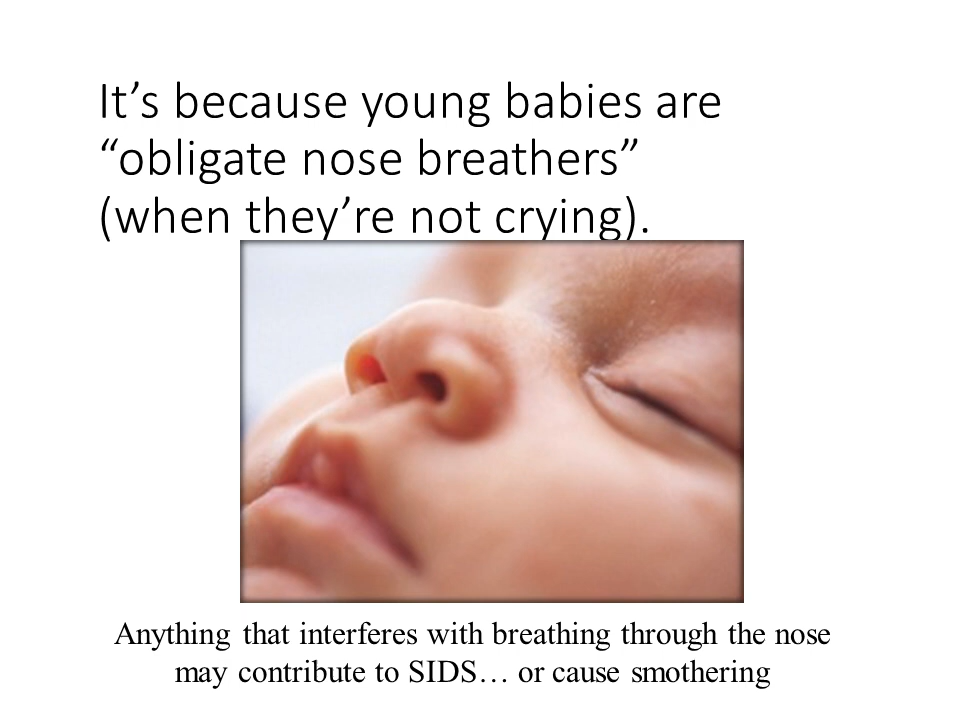 It’s because young babies are
“obligate nose breathers”
(when they’re not crying).
Anything that interferes with breathing through the nose
may contribute to SIDS… or cause smothering